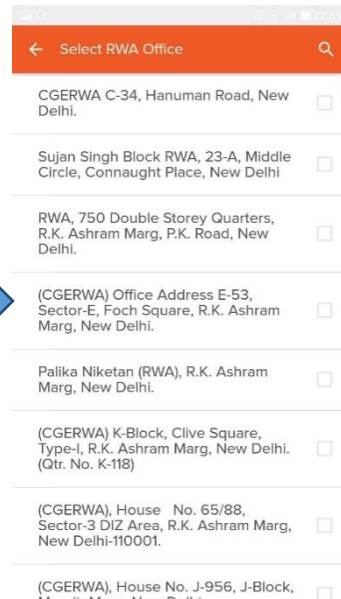 2:51
Select RWA Office
CGERWA C-34, Hanuman Road, New
Delhi.
Sujan Singh Block RWA, 23-A, Middle
Circle, Connaught Place, New Delhi
RWA, 750 Double Storey Quarters,
R.K. Ashram Marg, P.K. Road, New
Delhi.
(CGERWA) Office Address E-53,
Sector-E, Foch Square, R.K. Ashram
Marg, New Delhi.
Palika Niketan (RWA), R.K. Ashram
Marg, New Delhi.
(CGERWA) K-Block, Clive Square,
Type-I, R.K. Ashram Marg, New Delhi.
(Qtr. No. K-118)
(CGERWA), House No. 65/88,
Sector-3 DIZ Area, R.K. Ashram Marg,
New Delhi-110001.
(CGERWA), House No. J-956, J-Block,